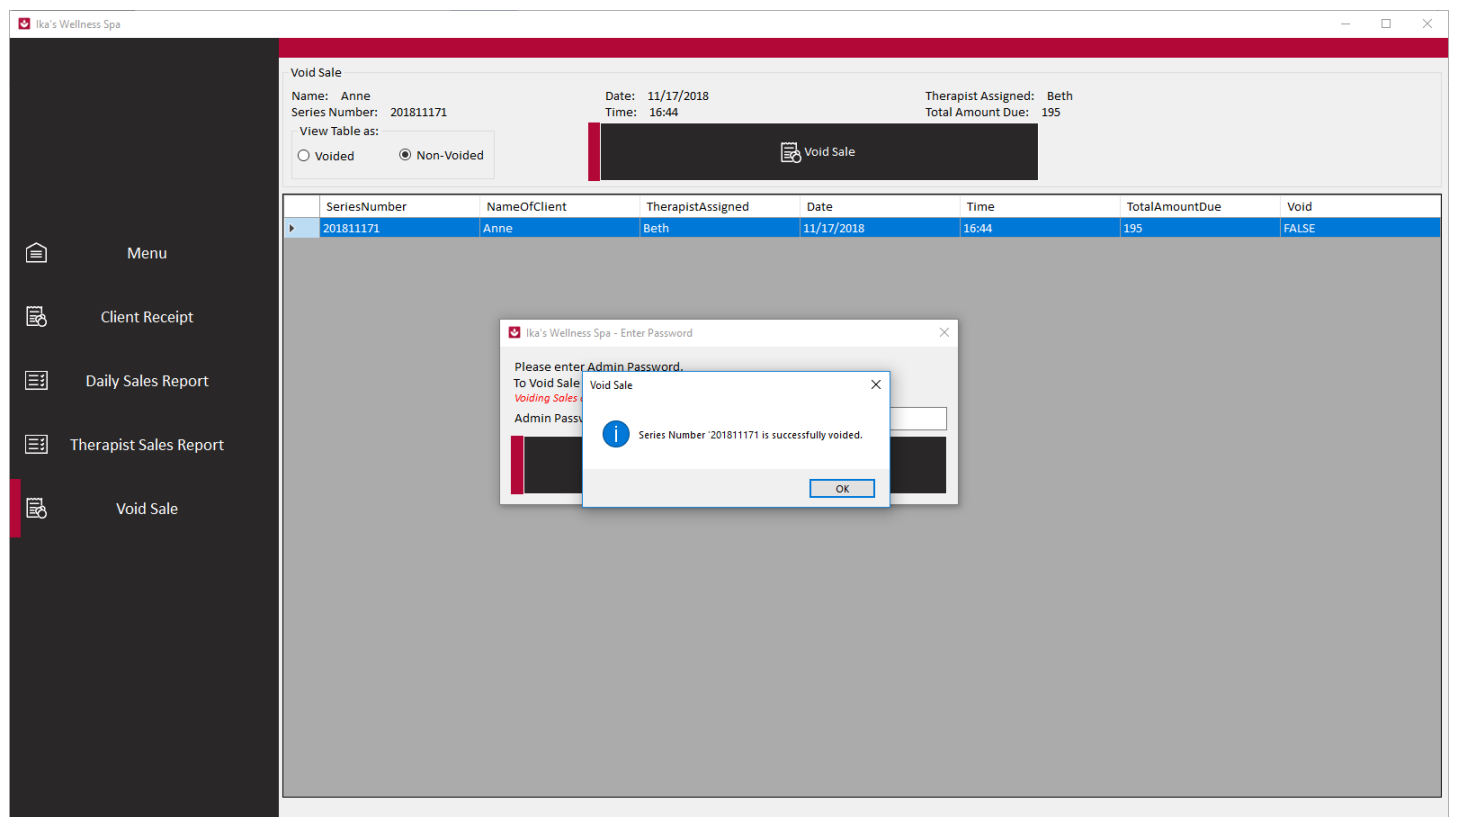 Ika's Wellness Spa
Void Sale
Name: Anne
Date: 11/17/2018
Therapist Assigned: Beth
Series Number: 201811171
Time: 16:44
Total Amount Due: 195
View Table as:
Voided
Non-Voided
Void Sale
SeriesNumber NameOfClient TherapistAssigned Date Time TotalAmountDue Void
201811171 Anne Beth 11/17/2018 16:44 195 FALSE
Menu
Client Receipt
Daily Sales Report
Therapist Sales Report
Void Sale
Ika's Wellness Spa - Enter Password
Please enter Admin Password.
To Void Sale
Voiding Sales
Admin
Void Sale
Series Number '201811171 is successfully voided.
OK